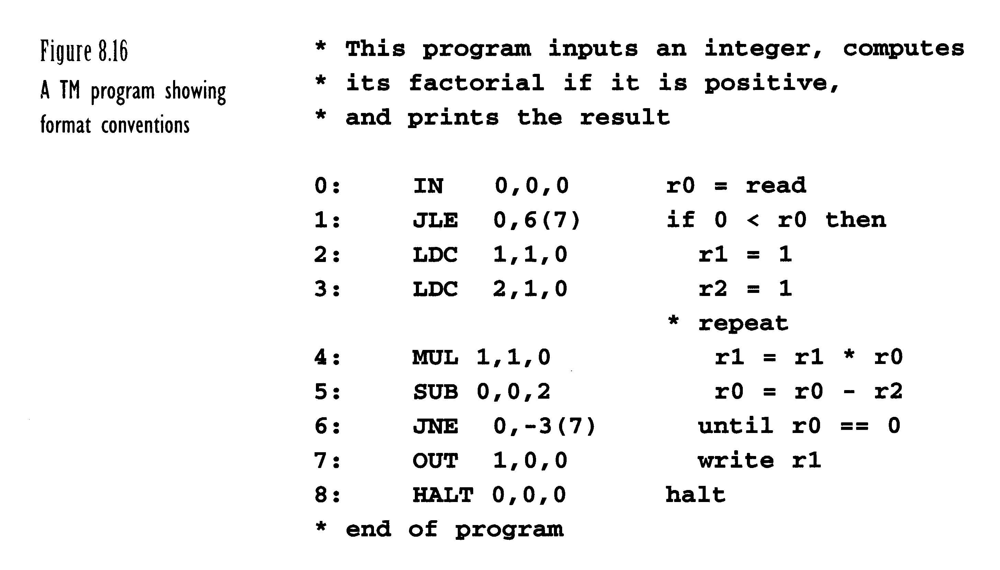 Figure 8.16
A TM program showing
format conventions
* This program inputs an integer, computes
* its factorial if it is positive,
* and prints the result
0: IN 0,0,0 r0 = read
1: JLE 0,6(7) if 0 < r0 then
2: LDC 1,1,0 r1 = 1
3: LDC 2,1,0 r2 = 1
* repeat
4: MUL 1,1,0 r1 = r1 * r0
5: SUB 0,0,2 r0 = r0 - r2
6: JNE 0,-3(7) until r0 == 0
7: OUT 1,0,0 write r1
8: HALT 0,0,0 halt
* end of program